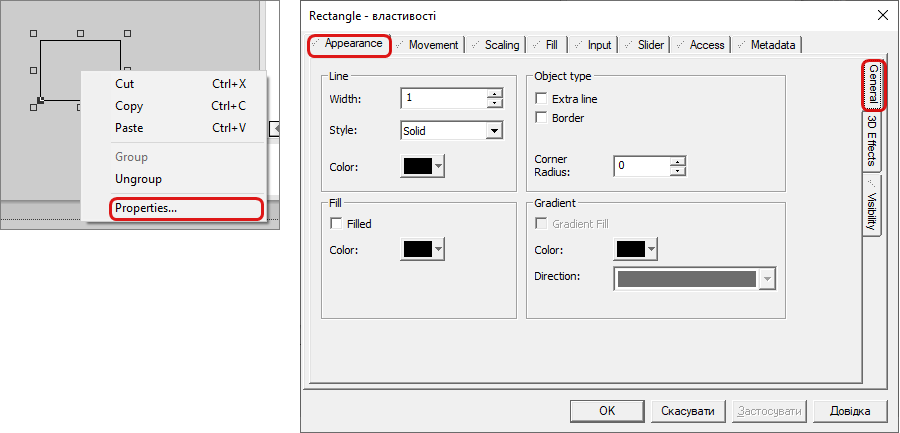 Cut Ctrl+X
Copy Ctrl+C
Paste Ctrl+V
Group
Ungroup
Properties...
Rectangle - властивості
Appearance Movement Scaling Fill Input Slider Access Metadata
General
3D Effects
Visibility
Line
Width: 1
Style: Solid
Color:
Object type
Extra line
Border
Corner
Radius: 0
Fill
Filled
Color:
Gradient
Gradient Fill
Color:
Direction:
OK Скасувати Застосувати Довідка